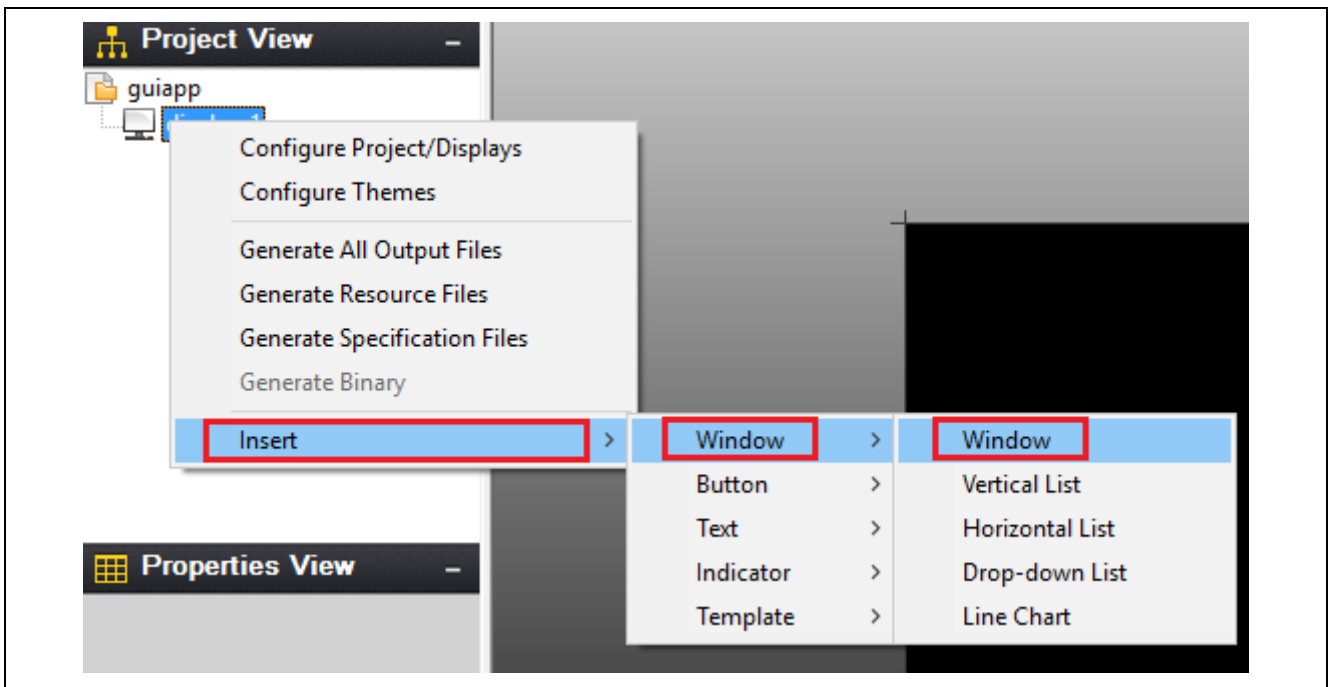 Project View
guiapp
Configure Project/Displays
Configure Themes
Generate All Output Files
Generate Resource Files
Generate Specification Files
Generate Binary
Insert > Window > Window
Button > Vertical List
Text > Horizontal List
Indicator > Drop-down List
Template > Line Chart
Properties View